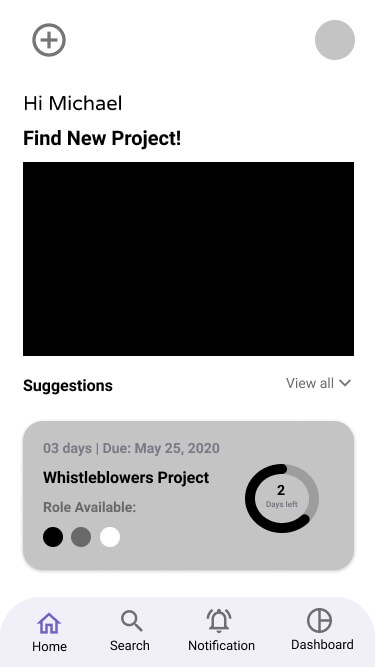 Hi Michael
Find New Project!
Suggestions
View all
03 days | Due: May 25, 2020
Whistleblowers Project
Role Available:
2
Days left
Home
Search
Notification
Dashboard